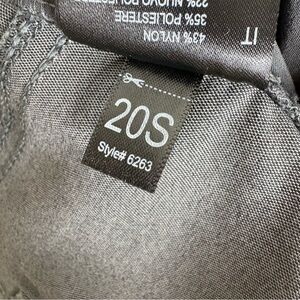 IT
43% NYLON
35% POLIESTERE
20S
Style# 6263